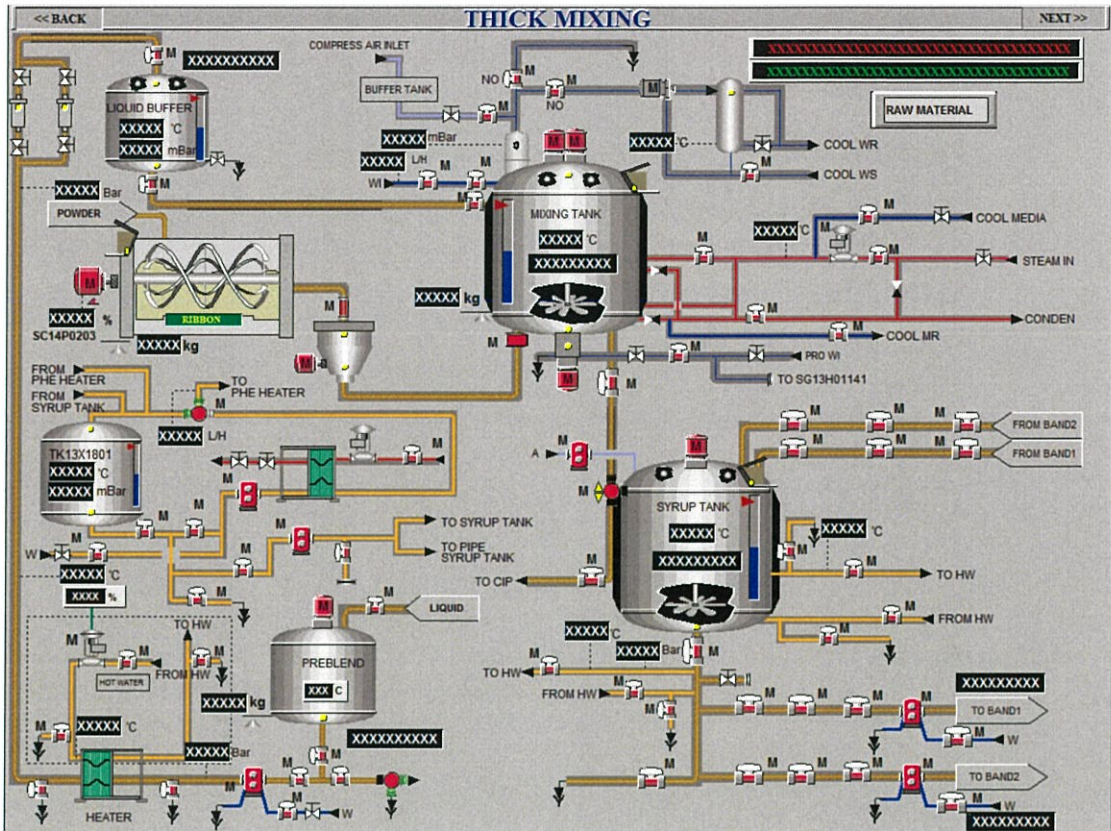 << BACK
THICK MIXING
NEXT >>
COMPRESS AIR INLET
M
XXXXXXXXXX
NO
M
XXXXXXXXXXXXXXXXXXXXXXXXXXXXXXXXX
XXXXXXXXXXXXXXXXXXXXXXXXXXXXXXXXX
BUFFER TANK
M
NO
M
RAW MATERIAL
LIQUID BUFFER
XXXXX °C
XXXXX mBar
M
XXXXX mBar
XXXXX L/H
M
M
XXXXX °C
COOL WR
M
COOL WS
WI
M
XXXXX Bar
M
POWDER
MIXING TANK
XXXXX °C
XXXXXXXXX
XXXXX °C
M
COOL MEDIA
M
M
STEAM IN
M
XXXXX %
SC14P0203
RIBBON
XXXXX kg
M
XXXXX kg
CONDEN
M
COOL MR
M
M
M
PRO WI
TO SG13H01141
M
M
FROM
PHE HEATER
FROM
SYRUP TANK
TO
PHE HEATER
M
XXXXX L/H
TK13X1801
XXXXX °C
XXXXX mBar
M
M
A
M
M
M
M
M
FROM BAND2
M
M
M
FROM BAND1
M
SYRUP TANK
XXXXX °C
XXXXXXXXX
M
M
M
M
TO SYRUP TANK
TO PIPE
SYRUP TANK
M
XXXXX °C
M
M
TO HW
W
M
XXXXX °C
XXXX %
M
M
TO CIP
M
M
FROM HW
M
M
M
LIQUID
M
TO HW
M
M
FROM HW
HOT WATER
PREBLEND
XXX C
XXXXX kg
XXXXX °C
XXXXX Bar
M
TO HW
M
FROM HW
M
M
XXXXXXXXX
M
M
M
M
TO BAND1
M
W
M
XXXXX °C
XXXXX Bar
XXXXXXXXXX
M
M
M
M
M
M
M
M
HEATER
M
W
M
M
M
M
M
TO BAND2
M
W
XXXXXXXXX